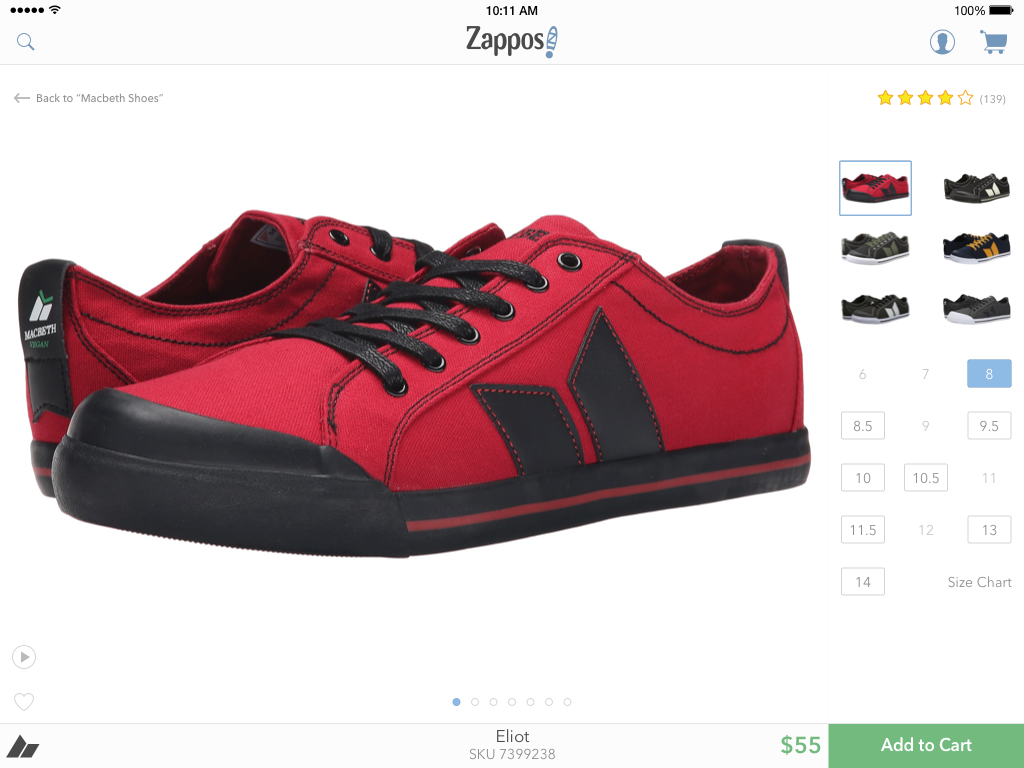 10:11 AM
100%
Zappos
Back to “Macbeth Shoes”
(139)
MACBETH
VEGAN
6 7 8
8.5 9 9.5
10 10.5 11
11.5 12 13
14 Size Chart
Eliot
SKU 7399238
$55
Add to Cart